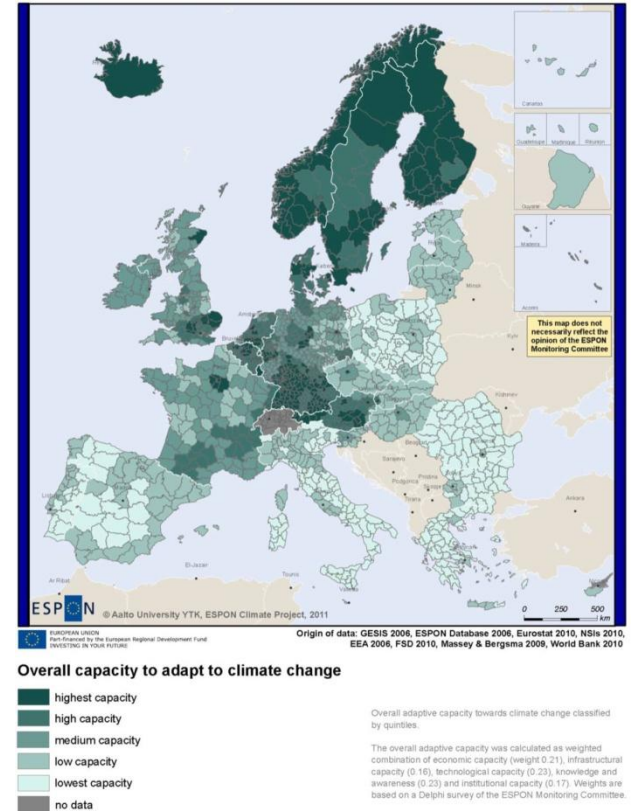 Canarias
Guadeloupe Martinique Réunion
Guyane
Madeira
Acores
This map does not
necessarily reflect the
opinion of the ESPON
Monitoring Committee
Minsk
Kyiv
Ankara
Sarajevo
Podgorica
Pristina
El-Jazair
Tounis
Ar Ribat
ESPON
© Aalto University YTK, ESPON Climate Project, 2011
0 250 500
km
EUROPEAN UNION
Part-financed by the European Regional Development Fund
INVESTING IN YOUR FUTURE
Origin of data: GESIS 2006, ESPON Database 2006, Eurostat 2010, NSIs 2010,
EEA 2006, FSD 2010, Massey & Bergsma 2009, World Bank 2010
Overall capacity to adapt to climate change
highest capacity
high capacity
medium capacity
low capacity
lowest capacity
no data
Overall adaptive capacity towards climate change classified
by quintiles.
The overall adaptive capacity was calculated as weighted
combination of economic capacity (weight 0.21), infrastructural
capacity (0.16), technological capacity (0.23), knowledge and
awareness (0.23) and institutional capacity (0.17). Weights are
based on a Delphi survey of the ESPON Monitoring Committee.